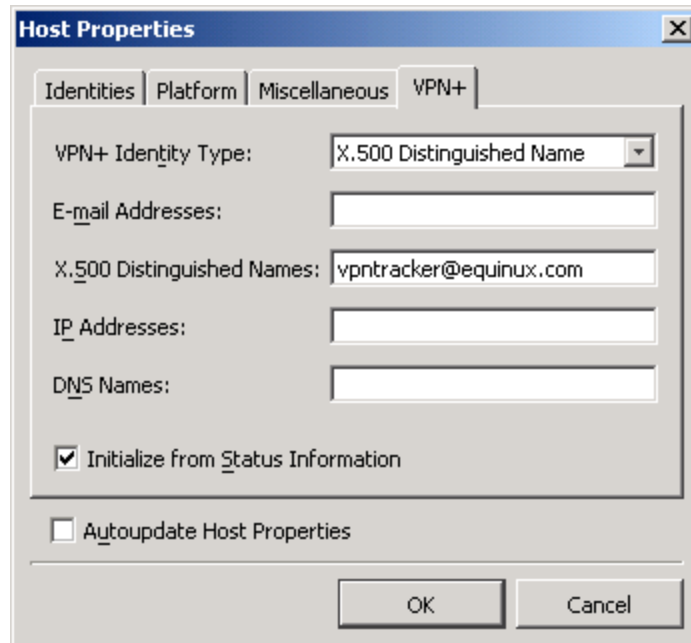 Host Properties
Identities Platform Miscellaneous VPN+
VPN+ Identity Type: X.500 Distinguished Name
E-mail Addresses:
X.500 Distinguished Names: vpntracker@equinux.com
IP Addresses:
DNS Names:
Initialize from Status Information
Autoupdate Host Properties
OK Cancel